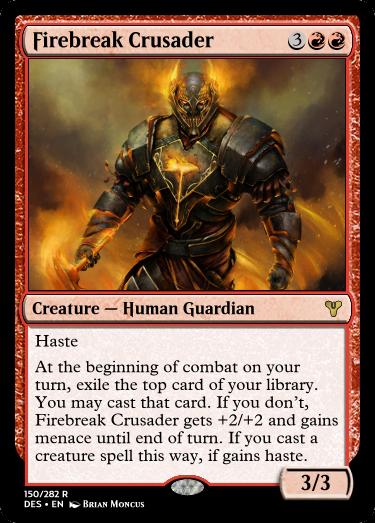 Firebreak Crusader 3
Creature — Human Guardian
Haste
At the beginning of combat on your
turn, exile the top card of your library.
You may cast that card. If you don't,
Firebreak Crusader gets +2/+2 and gains
menace until end of turn. If you cast a
creature spell this way, if gains haste.
3/3
150/282 R
DES • EN Brian Moncus